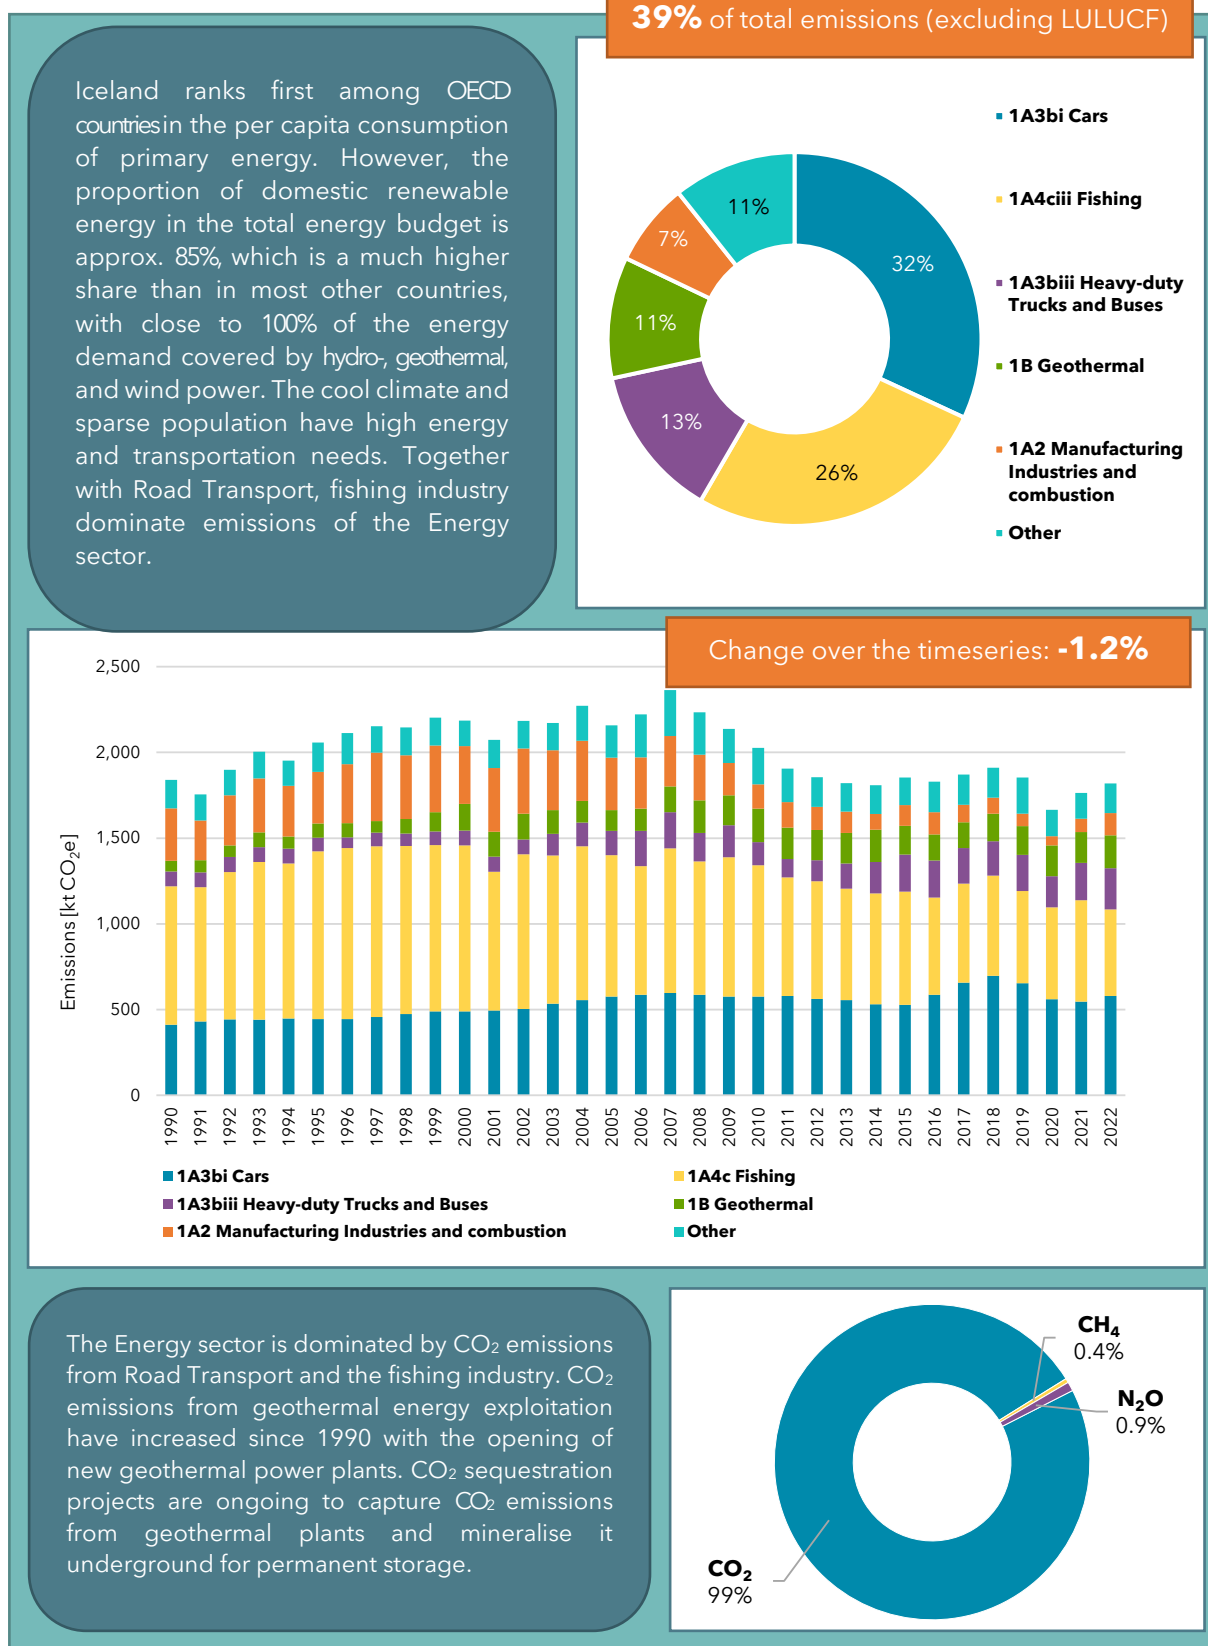 39% of total emissions (excluding LULUCF)
Iceland ranks first among OECD
countries in the per capita consumption
of primary energy. However, the
proportion of domestic renewable
energy in the total energy budget is
approx. 85%, which is a much higher
share than in most other countries,
with close to 100% of the energy
demand covered by hydro-, geothermal,
and wind power. The cool climate and
sparse population have high energy
and transportation needs. Together
with Road Transport, fishing industry
dominate emissions of the Energy
sector.
11%
7%
11%
13%
26%
32%
1A3bi Cars
1A4ciii Fishing
1A3biii Heavy-duty
Trucks and Buses
1B Geothermal
1A2 Manufacturing
Industries and
combustion
Other
Change over the timeseries: -1.2%
Emissions [kt CO₂e]
2,500
2,000
1,500
1,000
500
0
1990 1991 1992 1993 1994 1995 1996 1997 1998 1999 2000 2001 2002 2003 2004 2005 2006 2007 2008 2009 2010 2011 2012 2013 2014 2015 2016 2017 2018 2019 2020 2021 2022
1A3bi Cars 1A4c Fishing
1A3biii Heavy-duty Trucks and Buses 1B Geothermal
1A2 Manufacturing Industries and combustion Other
The Energy sector is dominated by CO₂ emissions
from Road Transport and the fishing industry. CO₂
emissions from geothermal energy exploitation
have increased since 1990 with the opening of
new geothermal power plants. CO₂ sequestration
projects are ongoing to capture CO₂ emissions
from geothermal plants and mineralise it
underground for permanent storage.
CH₄
0.4%
N₂O
0.9%
CO₂
99%